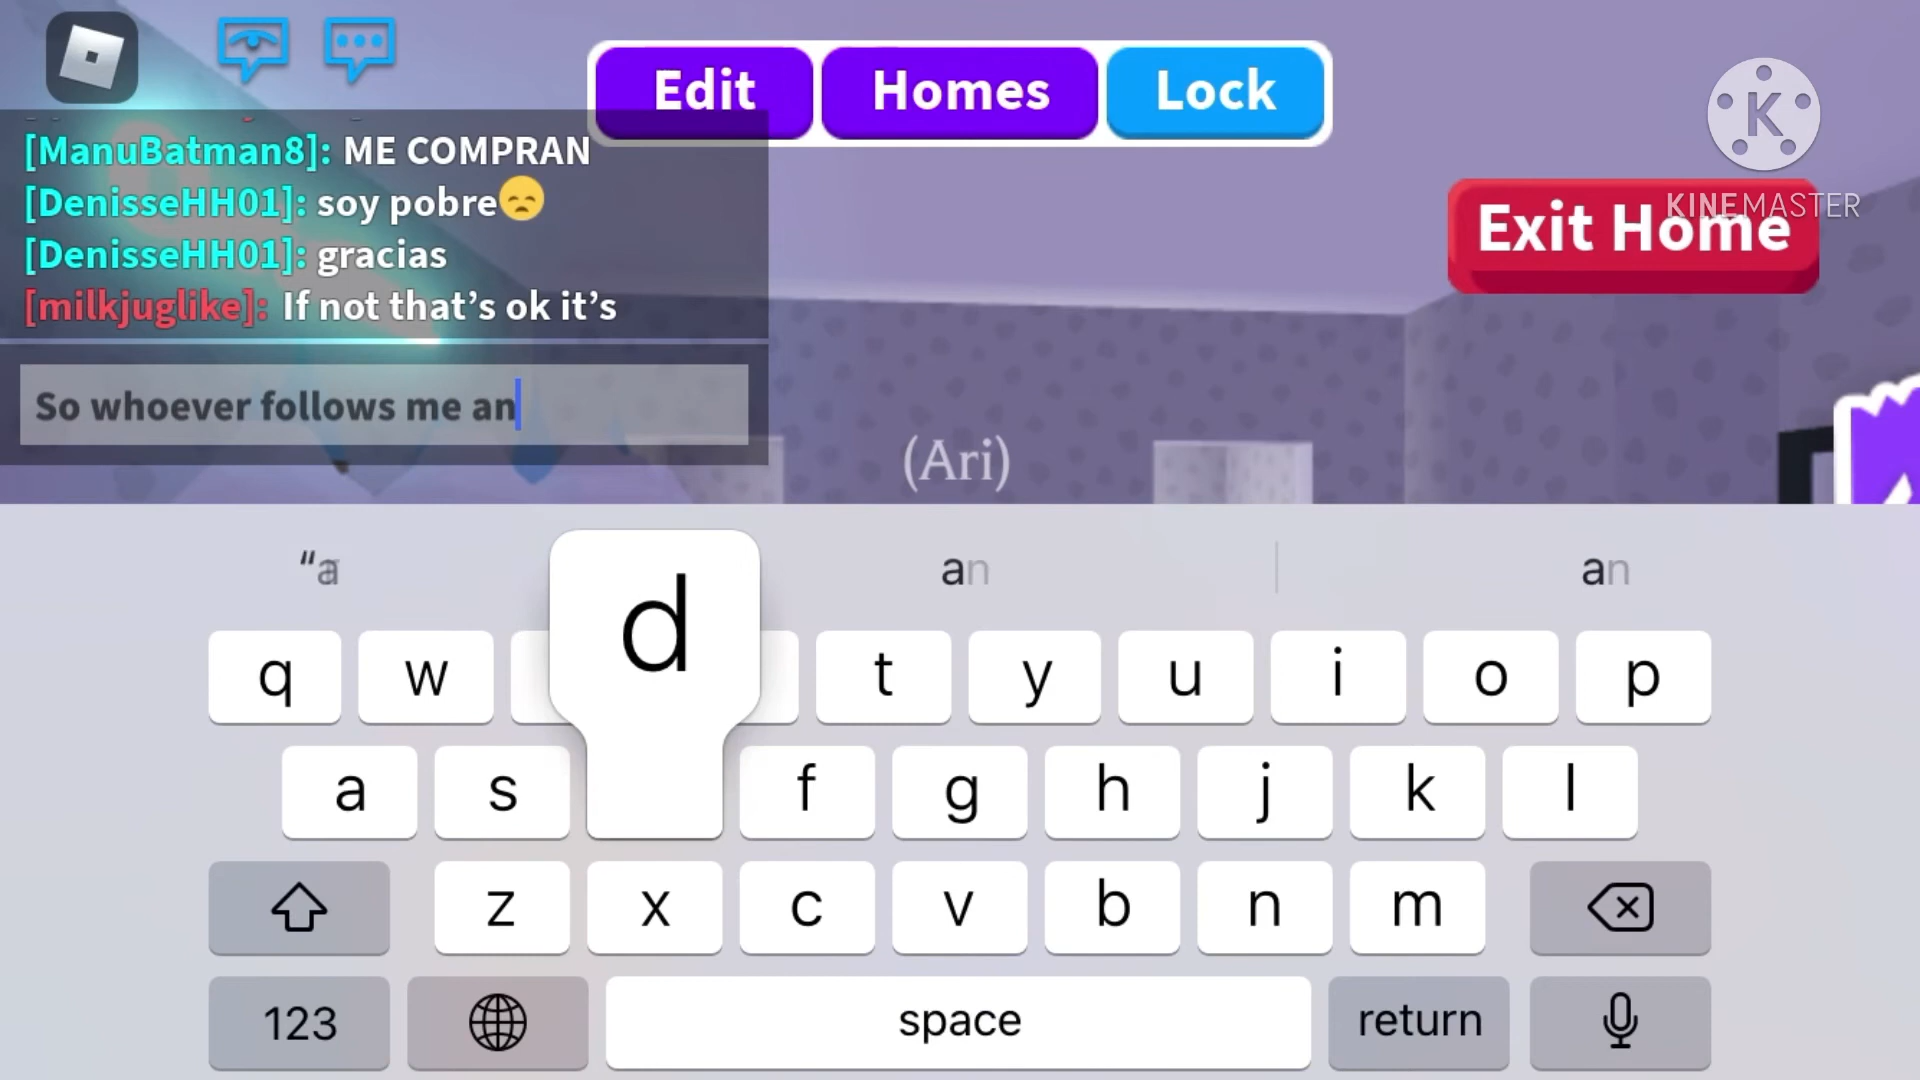 Edit Homes Lock
K
KINEMASTER
[ManuBatman8]: ME COMPRAN
[DenisseHH01]: soy pobre😞
[DenisseHH01]: gracias
[milkjuglike]: If not that’s ok it’s
Exit Home
So whoever follows me an
(Ari)
“a an an
d
q w t y u i o p
a s f g h j k l
z x c v b n m
123 space return